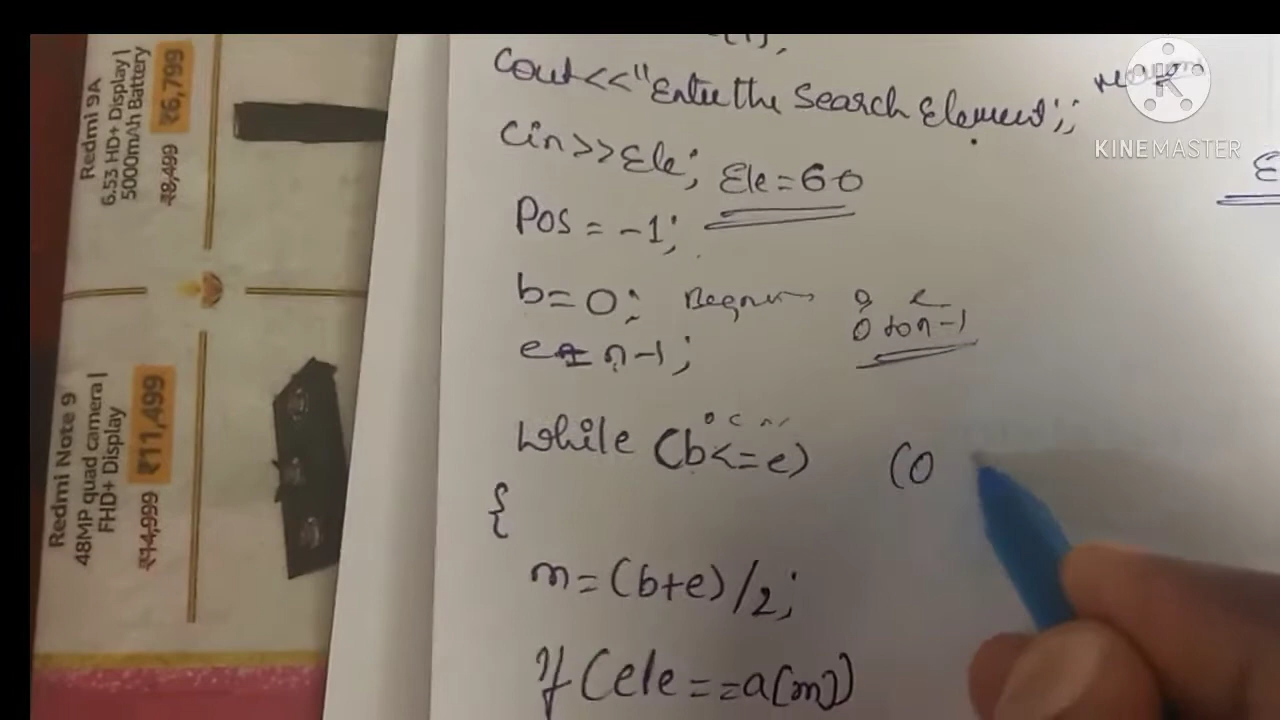 Cout<<"Enter the Search Element";;
Cin>>Ele; Ele=60
Pos = -1;
b=0;
0 to n-1
e= n-1;
While (b<=e) (0
{
m=(b+e)/2;
If (ele==a[m])
E
Redmi 9A
6.53 HD+ Display |
5000mAh Battery
₹8,499 ₹6,799
Redmi Note 9
48MP quad camera |
FHD+ Display
₹14,999 ₹11,499
K
KINEMASTER